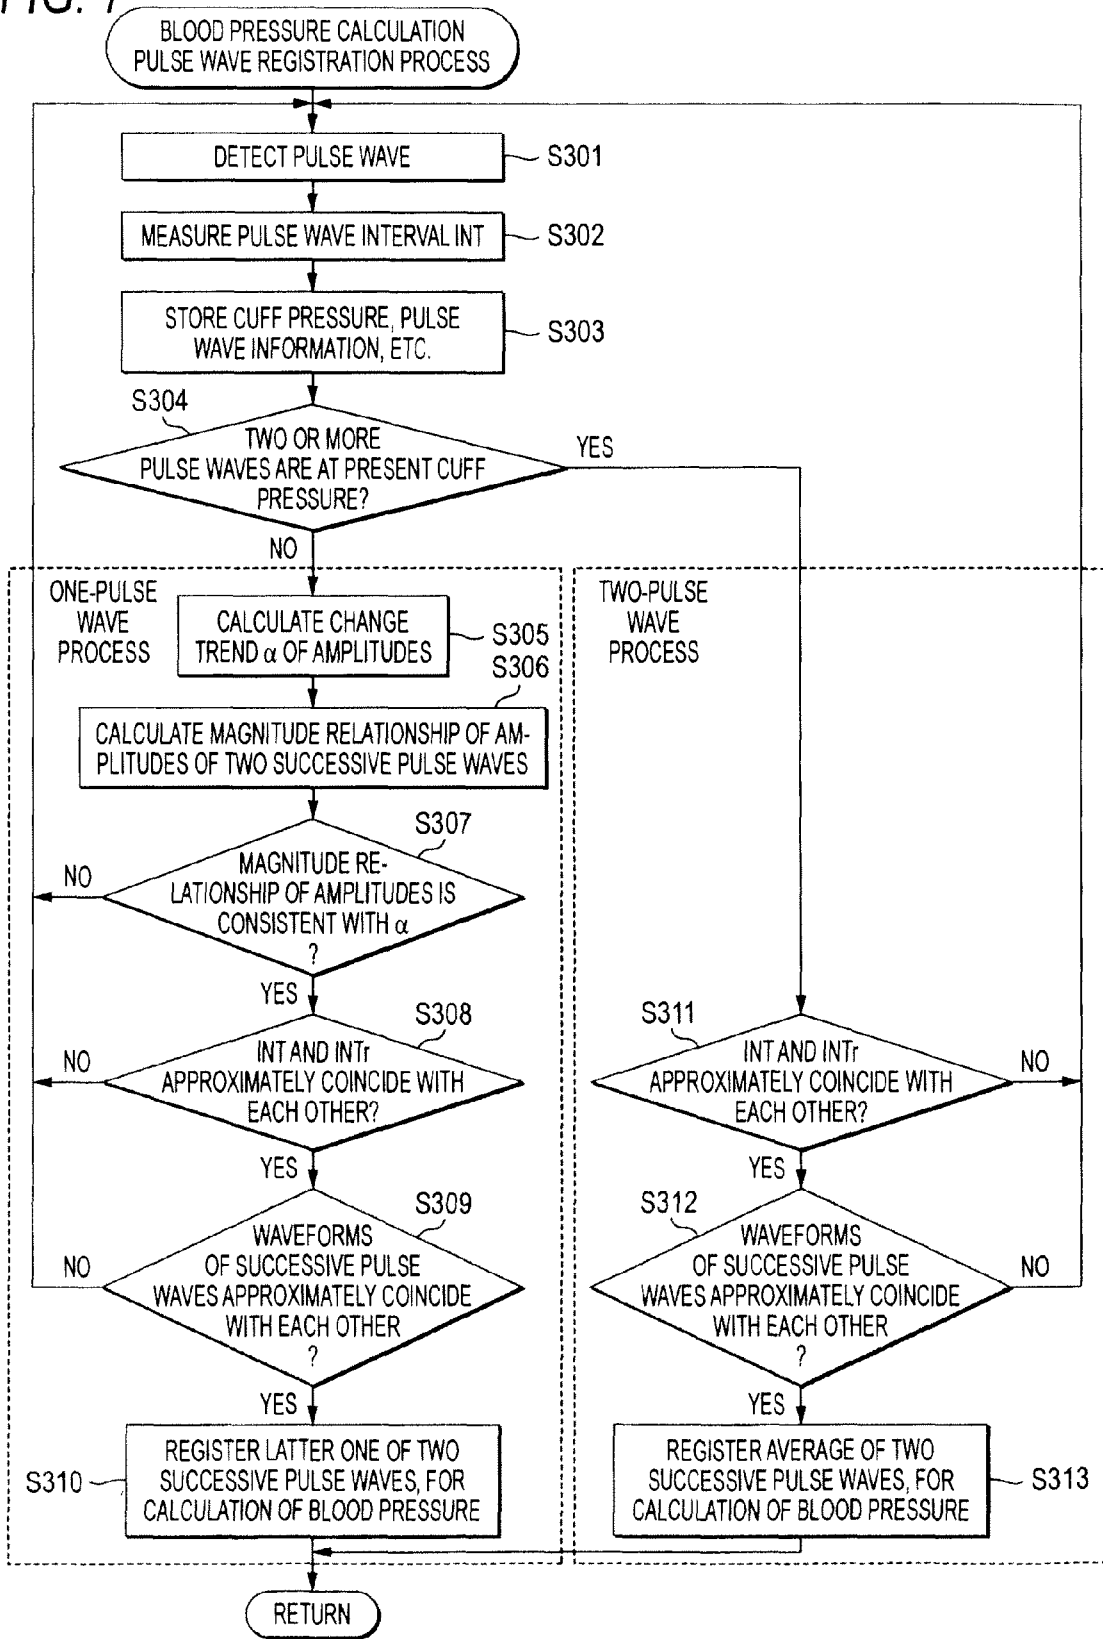 BLOOD PRESSURE CALCULATION
PULSE WAVE REGISTRATION PROCESS
DETECT PULSE WAVE
S301
MEASURE PULSE WAVE INTERVAL INT
S302
STORE CUFF PRESSURE, PULSE
WAVE INFORMATION, ETC.
S303
S304
TWO OR MORE
PULSE WAVES ARE AT PRESENT CUFF
PRESSURE?
YES
NO
ONE-PULSE
WAVE
PROCESS
CALCULATE CHANGE
TREND α OF AMPLITUDES
S305
S306
CALCULATE MAGNITUDE RELATIONSHIP OF AM-
PLITUDES OF TWO SUCCESSIVE PULSE WAVES
S307
MAGNITUDE RE-
LATIONSHIP OF AMPLITUDES IS
CONSISTENT WITH α
?
NO
YES
S308
INT AND INTr
APPROXIMATELY COINCIDE WITH
EACH OTHER?
NO
YES
S309
WAVEFORMS
OF SUCCESSIVE PULSE
WAVES APPROXIMATELY COINCIDE
WITH EACH OTHER
?
NO
YES
REGISTER LATTER ONE OF TWO
SUCCESSIVE PULSE WAVES, FOR
CALCULATION OF BLOOD PRESSURE
S310
TWO-PULSE
WAVE
PROCESS
S311
INT AND INTr
APPROXIMATELY COINCIDE WITH
EACH OTHER?
NO
YES
S312
WAVEFORMS
OF SUCCESSIVE PULSE
WAVES APPROXIMATELY COINCIDE
WITH EACH OTHER
?
NO
YES
REGISTER AVERAGE OF TWO
SUCCESSIVE PULSE WAVES, FOR
CALCULATION OF BLOOD PRESSURE
S313
RETURN